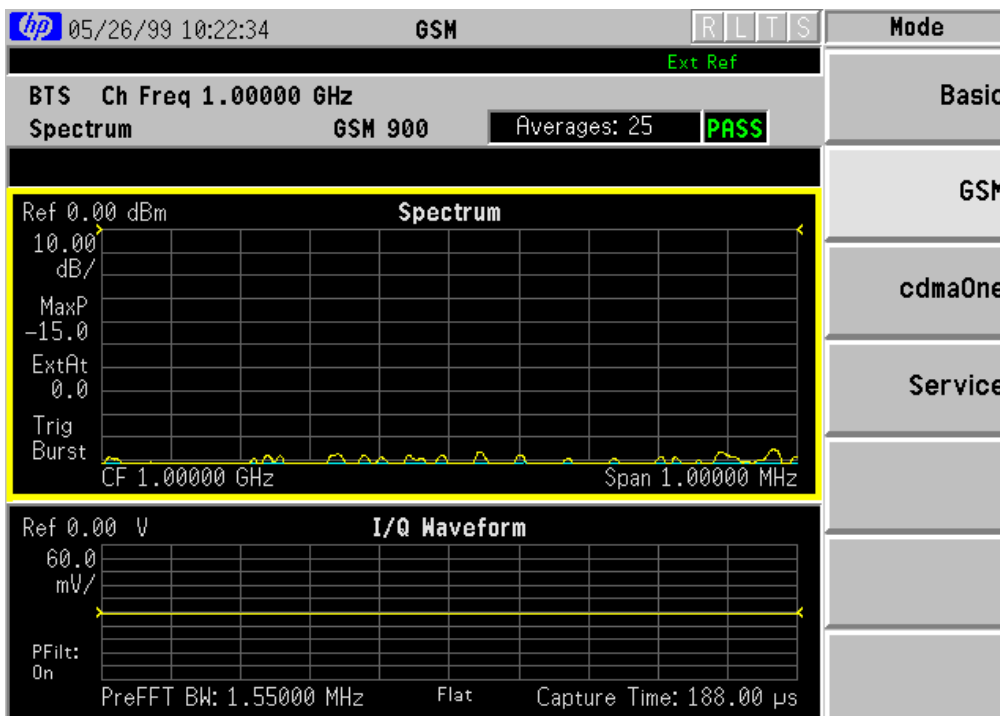 hp 05/26/99 10:22:34 GSM R L T S Mode
Ext Ref
BTS Ch Freq 1.00000 GHz
Spectrum GSM 900 Averages: 25 PASS
Basic
GSM
cdmaOne
Service
Ref 0.00 dBm Spectrum
10.00
dB/
MaxP
-15.0
ExtAt
0.0
Trig
Burst
CF 1.00000 GHz Span 1.00000 MHz
Ref 0.00 V I/Q Waveform
60.0
mV/
PFilt:
On
PreFFT BW: 1.55000 MHz Flat Capture Time: 188.00 µs